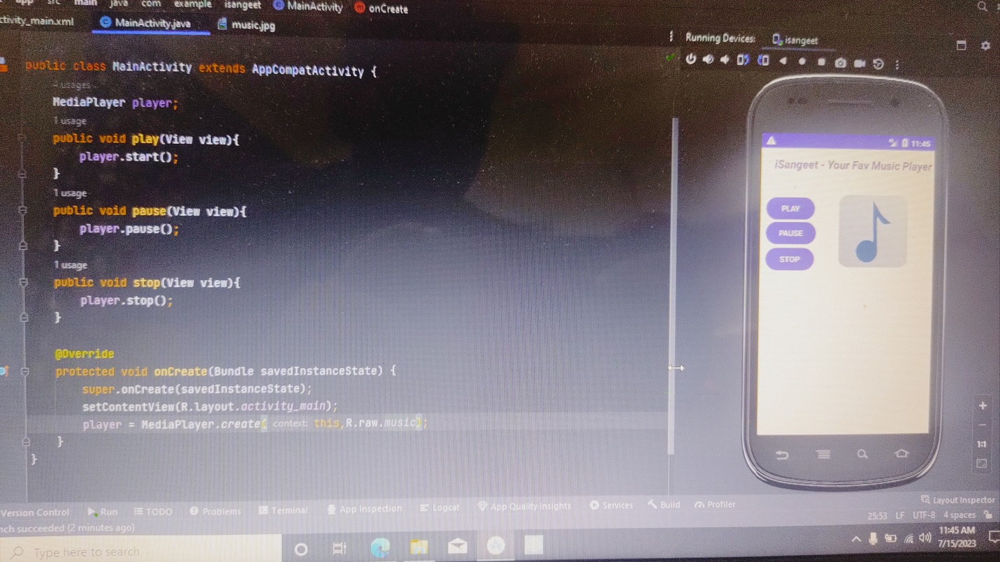 app src main java com example isangeet MainActivity onCreate
ctivity_main.xml MainActivity.java music.jpg
Running Devices: isangeet
public class MainActivity extends AppCompatActivity {
4 usages
MediaPlayer player;
1 usage
public void play(View view){
player.start();
}
1 usage
public void pause(View view){
player.pause();
}
1 usage
public void stop(View view){
player.stop();
}
@Override
protected void onCreate(Bundle savedInstanceState) {
super.onCreate(savedInstanceState);
setContentView(R.layout.activity_main);
player = MediaPlayer.create( context: this,R.raw.music);
}
}
11:45
iSangeet - Your Fav Music Player
PLAY
PAUSE
STOP
1:1
Version Control Run TODO Problems Terminal App Inspection Logcat App Quality Insights Services Build Profiler
Layout Inspector
nch succeeded (2 minutes ago)
25:53 LF UTF-8 4 spaces
Type here to search
11:45 AM
7/15/2023